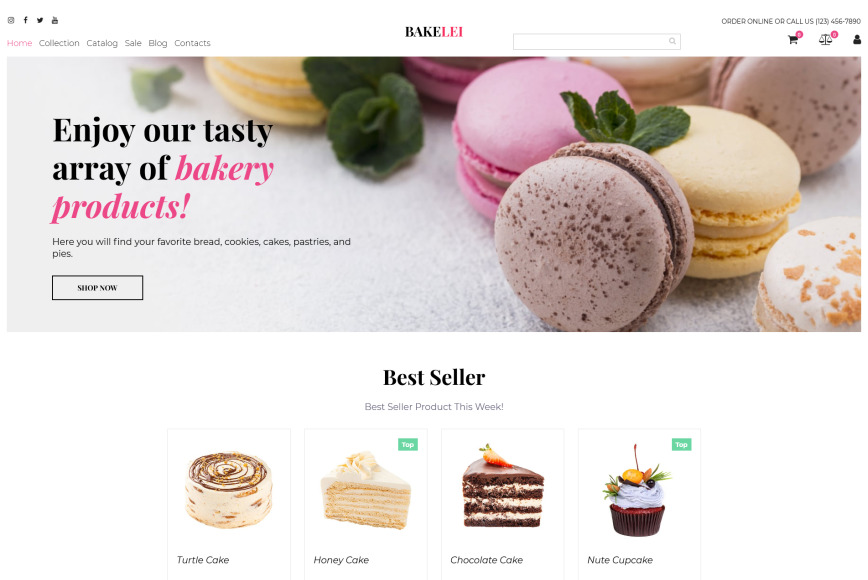 ORDER ONLINE OR CALL US (123) 456-7890
BAKELEI
Home Collection Catalog Sale Blog Contacts
0 0
Enjoy our tasty
array of bakery
products!
Here you will find your favorite bread, cookies, cakes, pastries, and
pies.
SHOP NOW
Best Seller
Best Seller Product This Week!
Top
Top
Turtle Cake
Honey Cake
Chocolate Cake
Nute Cupcake